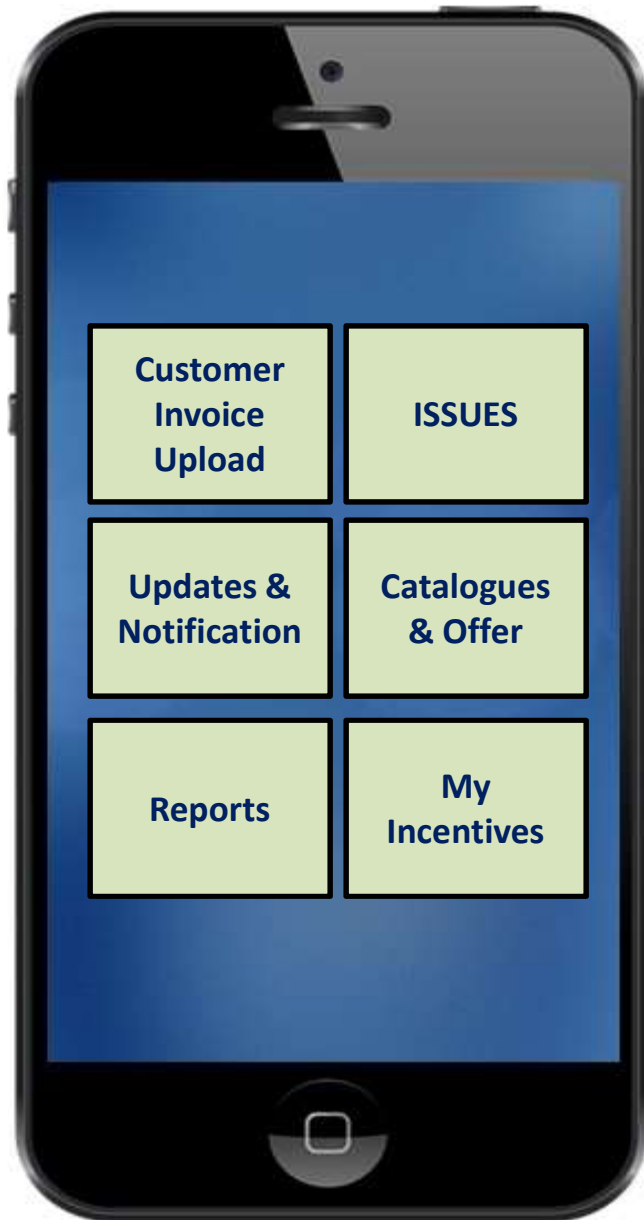 Customer
Invoice
Upload
ISSUES
Updates &
Notification
Catalogues
& Offer
Reports
My
Incentives